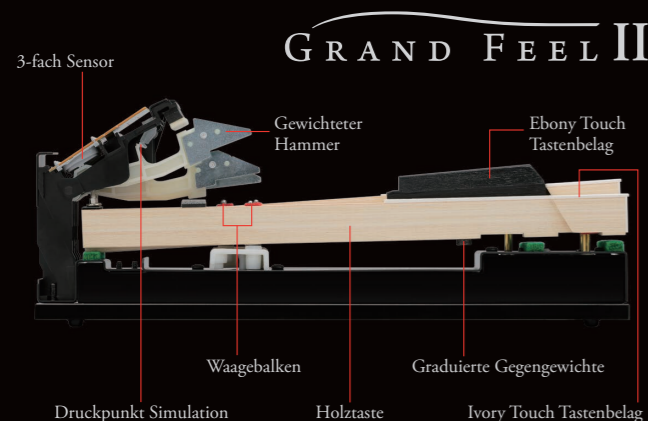 GRAND FEEL II
3-fach Sensor
Gewichteter
Hammer
Ebony Touch
Tastenbelag
Waagebalken
Graduierte Gegengewichte
Druckpunkt Simulation
Holztaste
Ivory Touch Tastenbelag